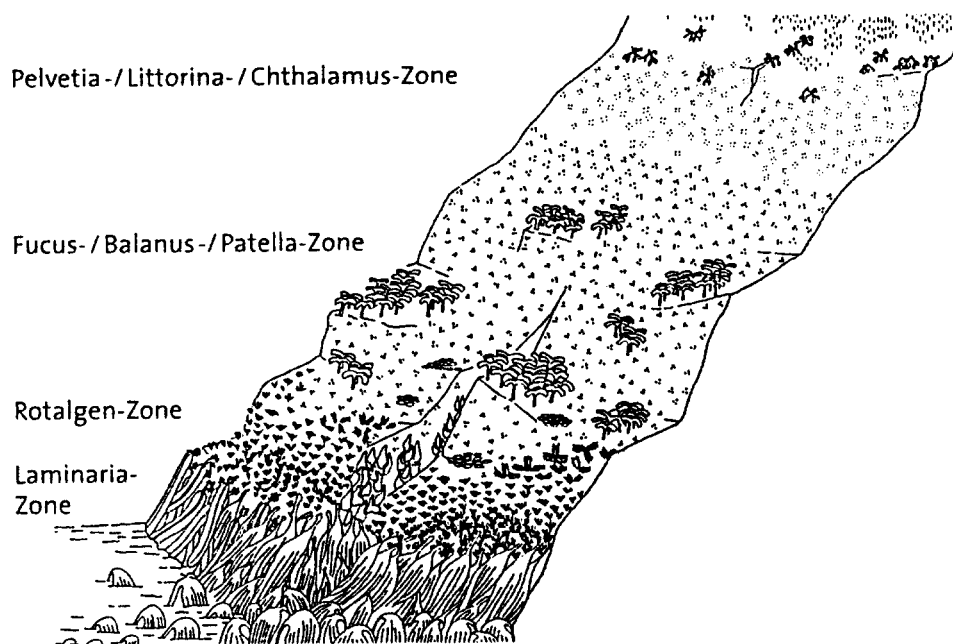 Pelvetia-/Littorina-/Chthalamus-Zone
Fucus-/Balanus-/Patella-Zone
Rotalgen-Zone
Laminaria-
Zone